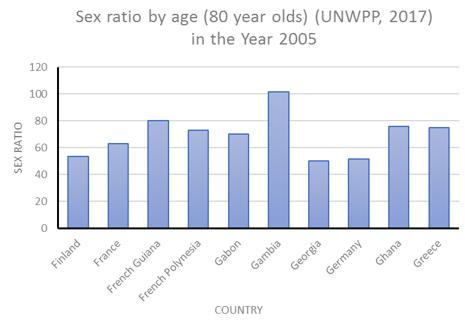 Sex ratio by age (80 year olds) (UNWPP, 2017)
in the Year 2005
120
100
80
60
40
20
0
SEX RATIO
Finland
France
French Guiana
French Polynesia
Gabon
Gambia
Georgia
Germany
Ghana
Greece
COUNTRY